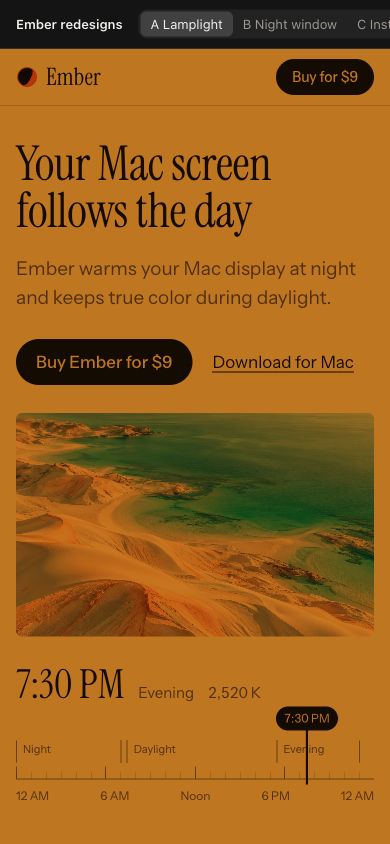 Ember redesigns A Lamplight B Night window C Inst
Ember Buy for $9
Your Mac screen
follows the day
Ember warms your Mac display at night
and keeps true color during daylight.
Buy Ember for $9 Download for Mac
7:30 PM Evening 2,520 K
7:30 PM
Night Daylight Evening
12 AM 6 AM Noon 6 PM 12 AM